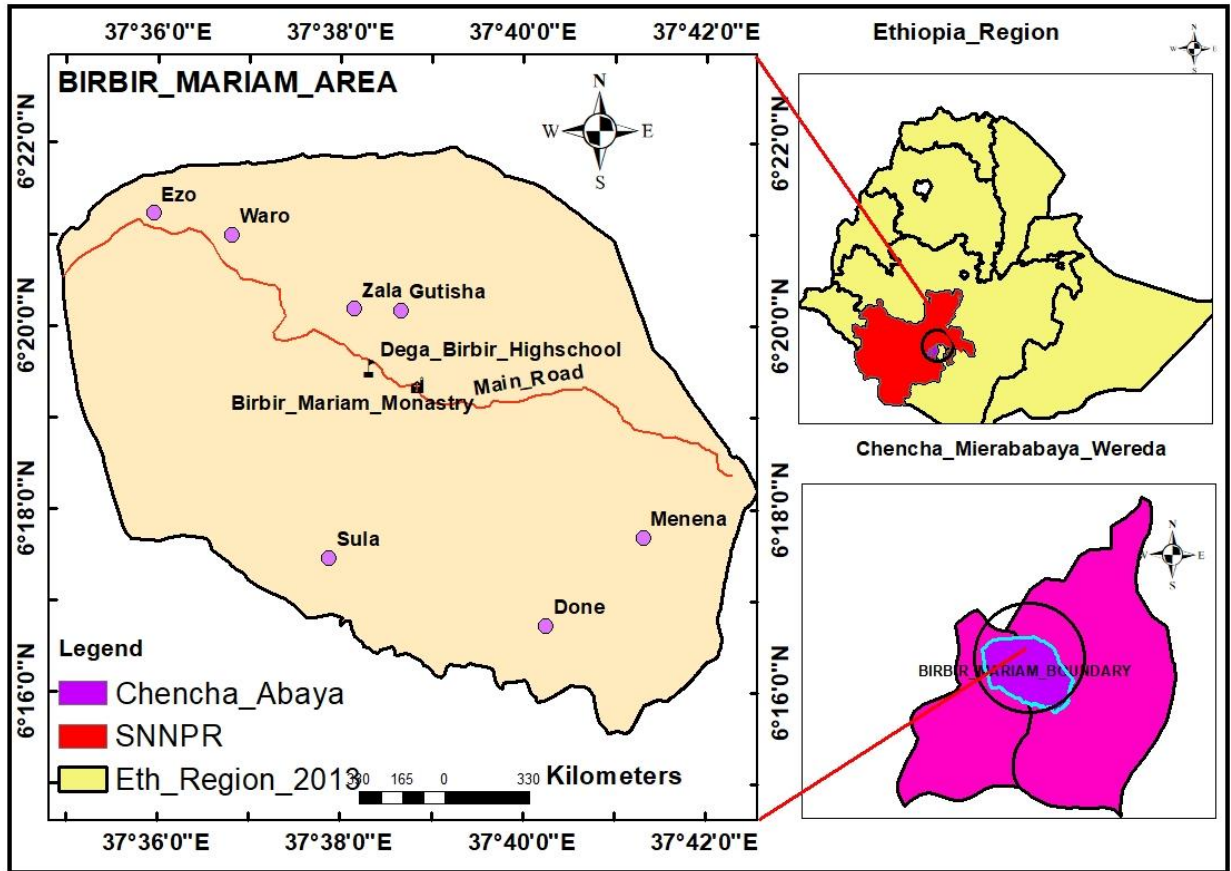 37°36'0"E 37°38'0"E 37°40'0"E 37°42'0"E
BIRBIR_MARIAM_AREA
N
W E
S
6°22'0"N
6°20'0"N
6°18'0"N
6°16'0"N
Ezo
Waro
Zala Gutisha
Dega_Birbir_Highschool
Birbir_Mariam_Monastry
Main_Road
Menena
Sula
Done
Legend
Chencha_Abaya
SNNPR
Eth_Region_2013
330 165 0 330 Kilometers
37°36'0"E 37°38'0"E 37°40'0"E 37°42'0"E
6°22'0"N
6°20'0"N
6°18'0"N
6°16'0"N
Ethiopia_Region
N
W E
S
Chencha_Mierababaya_Wereda
N
W E
S
BIRBIR_MARIAM_BOUNDARY